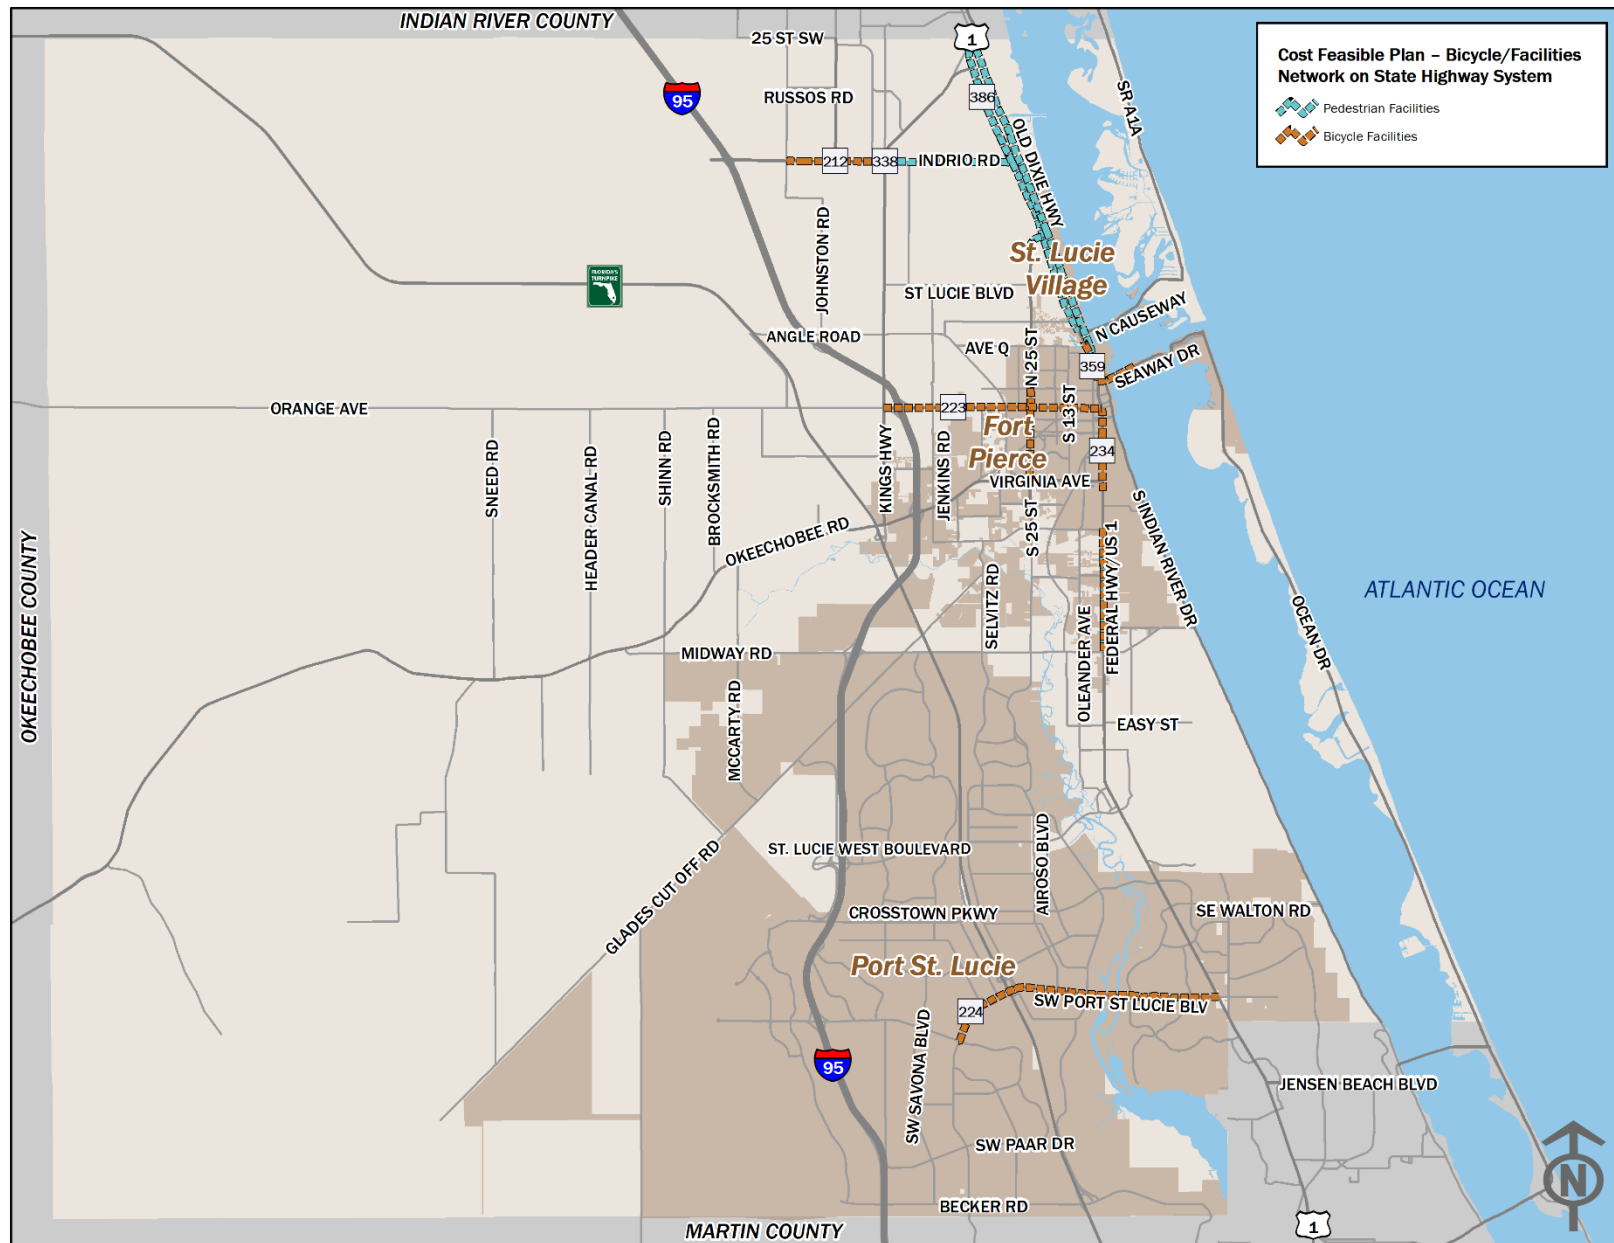 INDIAN RIVER COUNTY
25 ST SW
1
Cost Feasible Plan – Bicycle/Facilities
Network on State Highway System
Pedestrian Facilities
Bicycle Facilities
95
RUSSOS RD
386
SR A1A
OLD DIXIE HWY
212
338
INDRIO RD
JOHNSTON RD
St. Lucie
Village
FLORIDA'S
TURNPIKE
ST LUCIE BLVD
N CAUSEWAY
ANGLE ROAD
AVE Q
N 25 ST
359
SEAWAY DR
ORANGE AVE
223
S 13 ST
Fort
Pierce
234
SNEED RD
HEADER CANAL RD
SHINN RD
BROCKSMITH RD
KINGS HWY
JENKINS RD
VIRGINIA AVE
S 25 ST
OKEECHOBEE RD
S INDIAN RIVER DR
FEDERAL HWY/US 1
OKEECHOBEE COUNTY
SELVITZ RD
OLEANDER AVE
ATLANTIC OCEAN
OCEAN DR
MIDWAY RD
MCCARTY RD
EASY ST
ST. LUCIE WEST BOULEVARD
AIROSO BLVD
GLADES CUT OFF RD
CROSSTOWN PKWY
SE WALTON RD
Port St. Lucie
224
SW PORT ST LUCIE BLV
SW SAVONA BLVD
95
JENSEN BEACH BLVD
SW PAAR DR
BECKER RD
N
MARTIN COUNTY
1